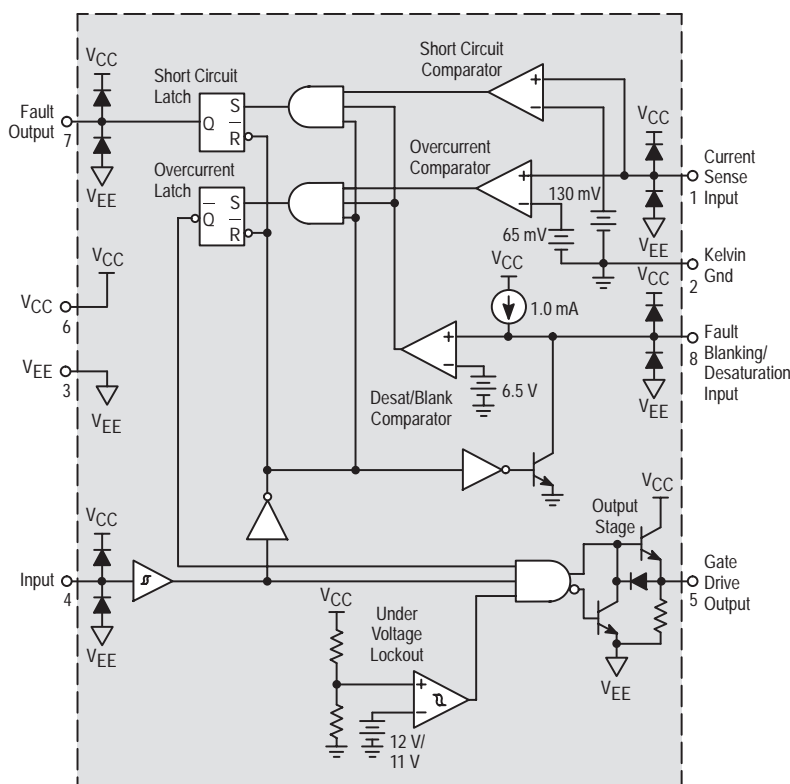 VCC
Short Circuit
Latch
Short Circuit
Comparator
Fault
Output
7
Q
S
R
VCC
VEE
Overcurrent
Latch
Overcurrent
Comparator
Current
Sense
Input
1
Q
S
R
130 mV
65 mV
VEE
VCC
VCC
6
VCC
1.0 mA
Kelvin
Gnd
2
VCC
VEE
3
VEE
Desat/Blank
Comparator
6.5 V
Fault
Blanking/
Desaturation
Input
8
VEE
VCC
Input
4
VEE
Output
Stage
VCC
Gate
Drive
Output
5
VEE
VCC
Under
Voltage
Lockout
12 V/
11 V